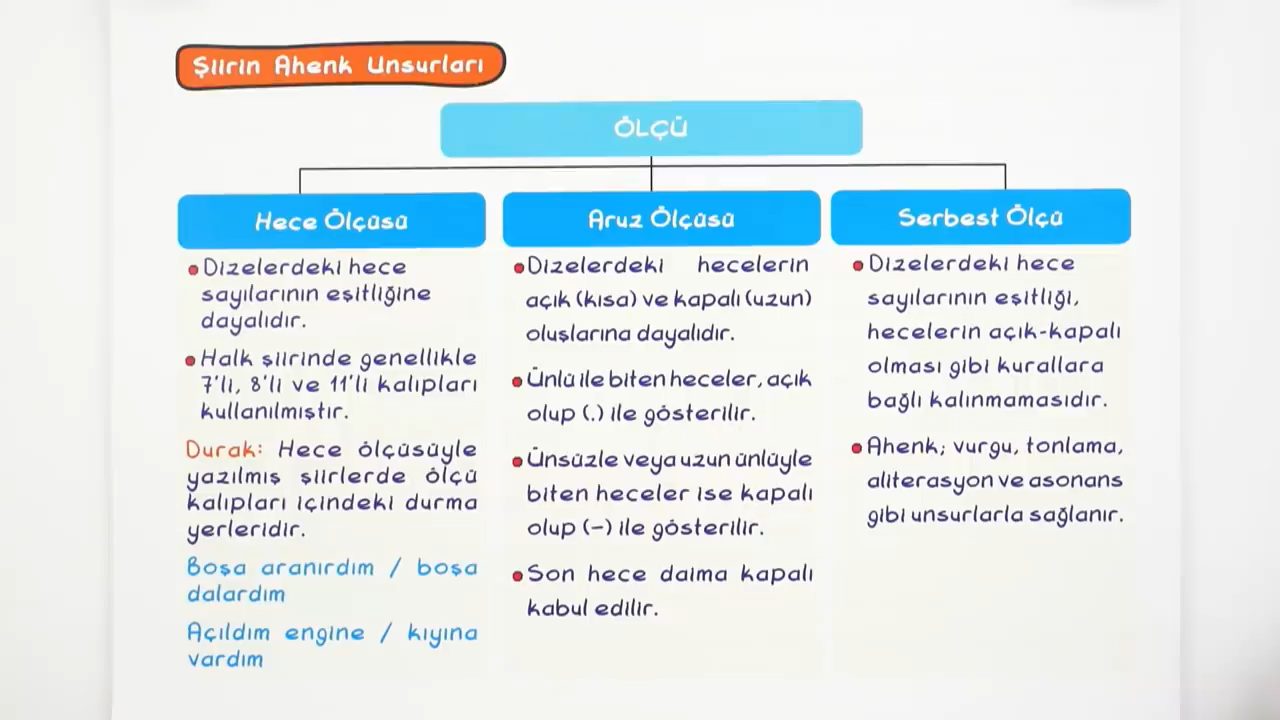 Şiirin Ahenk Unsurları
ÖLÇÜ
Hece Ölçüsü
Dizelerdeki hece
sayılarının eşitliğine
dayalıdır.
Halk şiirinde genellikle
7'li, 8'li ve 11'li kalıpları
kullanılmıştır.
Durak: Hece ölçüsüyle
yazılmış şiirlerde ölçü
kalıpları içindeki durma
yerleridir.
Boşa aranırdım / boşa
dalardım
Açıldım engine / kıyına
vardım
Aruz Ölçüsü
Dizelerdeki hecelerin
açık (kısa) ve kapalı (uzun)
oluşlarına dayalıdır.
Ünlü ile biten heceler, açık
olup (.) ile gösterilir.
Ünsüzle veya uzun ünlüyle
biten heceler ise kapalı
olup (-) ile gösterilir.
Son hece daima kapalı
kabul edilir.
Serbest Ölçü
Dizelerdeki hece
sayılarının eşitliği,
hecelerin açık-kapalı
olması gibi kurallara
bağlı kalınmamasıdır.
Ahenk; vurgu, tonlama,
aliterasyon ve asonans
gibi unsurlarla sağlanır.